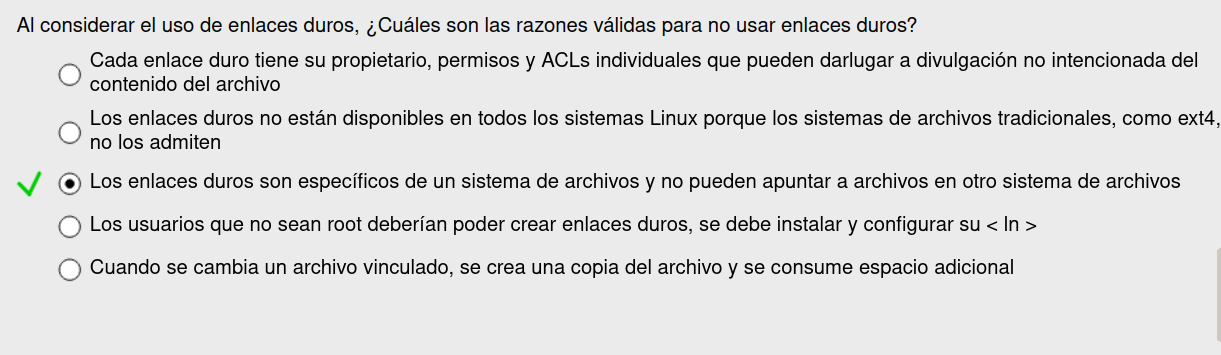 Al considerar el uso de enlaces duros, ¿Cuáles son las razones válidas para no usar enlaces duros?
Cada enlace duro tiene su propietario, permisos y ACLs individuales que pueden darlugar a divulgación no intencionada del
contenido del archivo
Los enlaces duros no están disponibles en todos los sistemas Linux porque los sistemas de archivos tradicionales, como ext4,
no los admiten
Los enlaces duros son específicos de un sistema de archivos y no pueden apuntar a archivos en otro sistema de archivos
Los usuarios que no sean root deberían poder crear enlaces duros, se debe instalar y configurar su < ln >
Cuando se cambia un archivo vinculado, se crea una copia del archivo y se consume espacio adicional